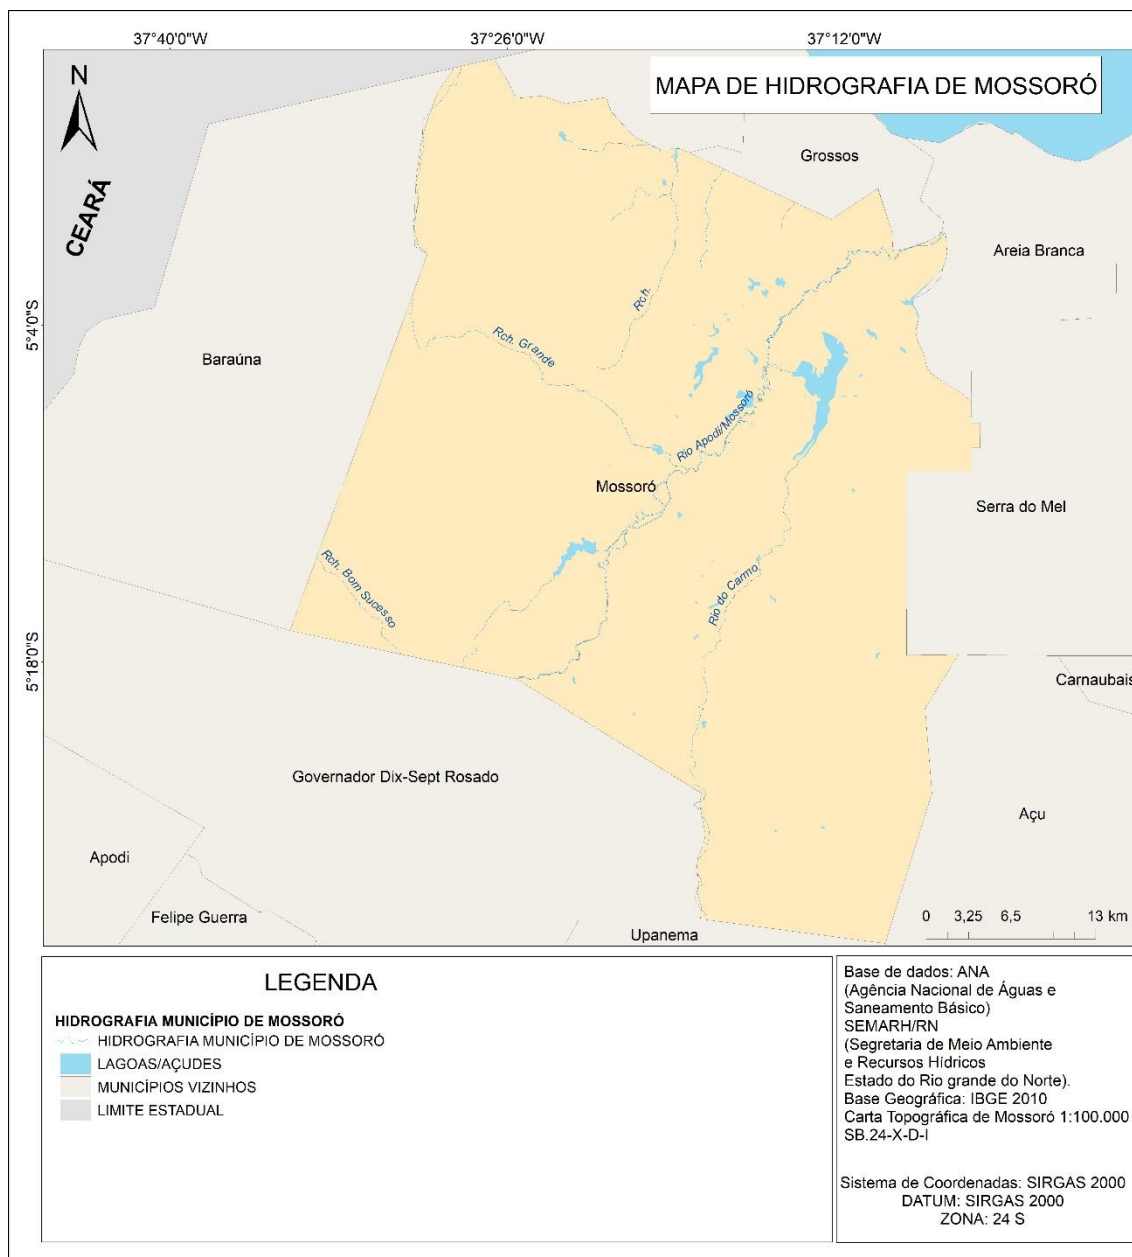 37°40'0"W
37°26'0"W
37°12'0"W
MAPA DE HIDROGRAFIA DE MOSSORÓ
N
CEARÁ
Grossos
Areia Branca
5°4'0"S
Rch.
Rch. Grande
Baraúna
Rio Apodi/Mossoró
Mossoró
Serra do Mel
Rch. Bom Sucesso
Rio do Carmo
5°18'0"S
Carnaubais
Governador Dix-Sept Rosado
Açu
Apodi
Felipe Guerra
Upanema
0 3,25 6,5 13 km
LEGENDA
HIDROGRAFIA MUNICÍPIO DE MOSSORÓ
HIDROGRAFIA MUNICÍPIO DE MOSSORÓ
LAGOAS/AÇUDES
MUNICÍPIOS VIZINHOS
LIMITE ESTADUAL
Base de dados: ANA
(Agência Nacional de Águas e
Saneamento Básico)
SEMARH/RN
(Secretaria de Meio Ambiente
e Recursos Hídricos
Estado do Rio grande do Norte).
Base Geográfica: IBGE 2010
Carta Topográfica de Mossoró 1:100.000
SB.24-X-D-I
Sistema de Coordenadas: SIRGAS 2000
DATUM: SIRGAS 2000
ZONA: 24 S